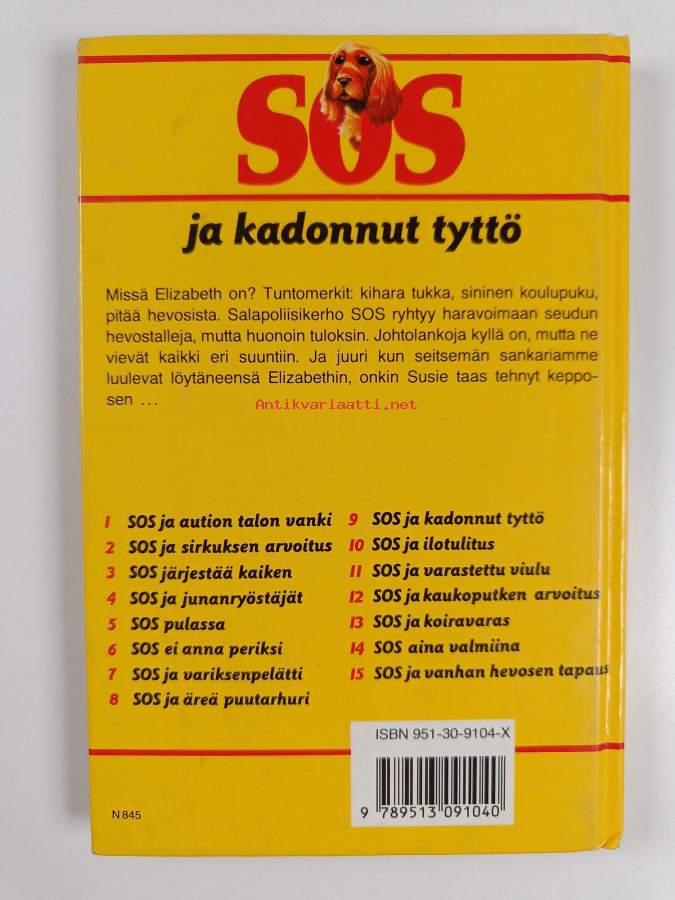 SOS
ja kadonnut tyttö
Missä Elizabeth on? Tuntomerkit: kihara tukka, sininen koulupuku,
pitää hevosista. Salapoliisikerho SOS ryhtyy haravoimaan seudun
hevostalleja, mutta huonoin tuloksin. Johtolankoja kyllä on, mutta ne
vievät kaikki eri suuntiin. Ja juuri kun seitsemän sankariamme
luulevat löytäneensä Elizabethin, onkin Susie taas tehnyt keppo-
sen ...
Antikvariaatti.net
1 SOS ja aution talon vanki
2 SOS ja sirkuksen arvoitus
3 SOS järjestää kaiken
4 SOS ja junanryöstäjät
5 SOS pulassa
6 SOS ei anna periksi
7 SOS ja variksenpelätti
8 SOS ja äreä puutarhuri
9 SOS ja kadonnut tyttö
10 SOS ja ilotulitus
11 SOS ja varastettu viulu
12 SOS ja kaukoputken arvoitus
13 SOS ja koiravaras
14 SOS aina valmiina
15 SOS ja vanhan hevosen tapaus
ISBN 951-30-9104-X
9 789513 091040
N 845